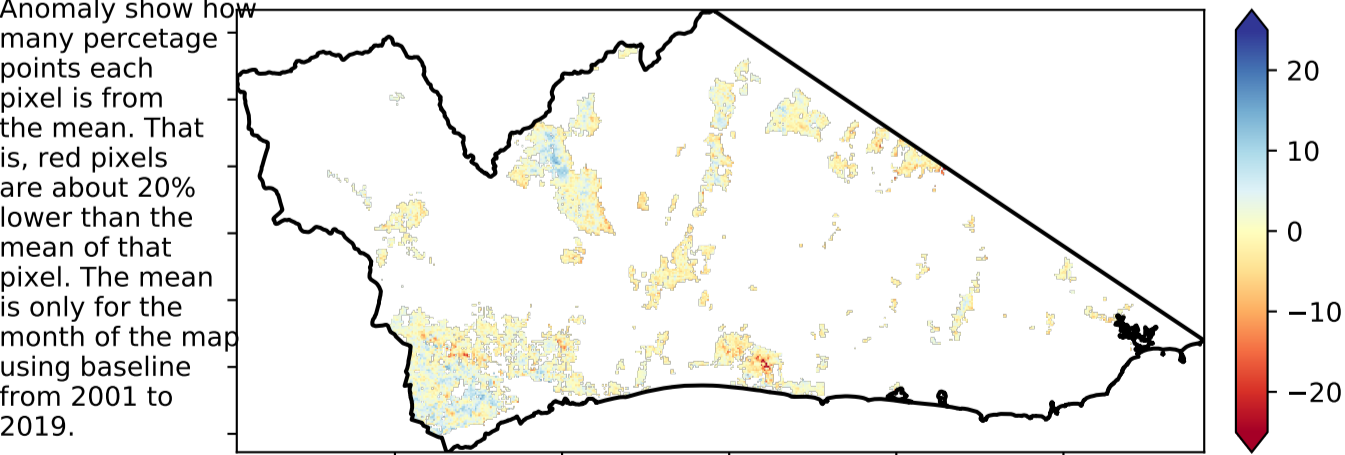 Anomaly show how
many percetage
points each
pixel is from
the mean. That
is, red pixels
are about 20%
lower than the
mean of that
pixel. The mean
is only for the
month of the map
using baseline
from 2001 to
2019.
20
10
0
−10
−20